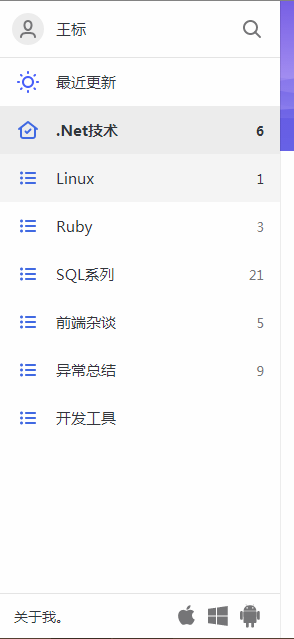 王标
最近更新
.Net技术 6
Linux 1
Ruby 3
SQL系列 21
前端杂谈 5
异常总结 9
开发工具
关于我。